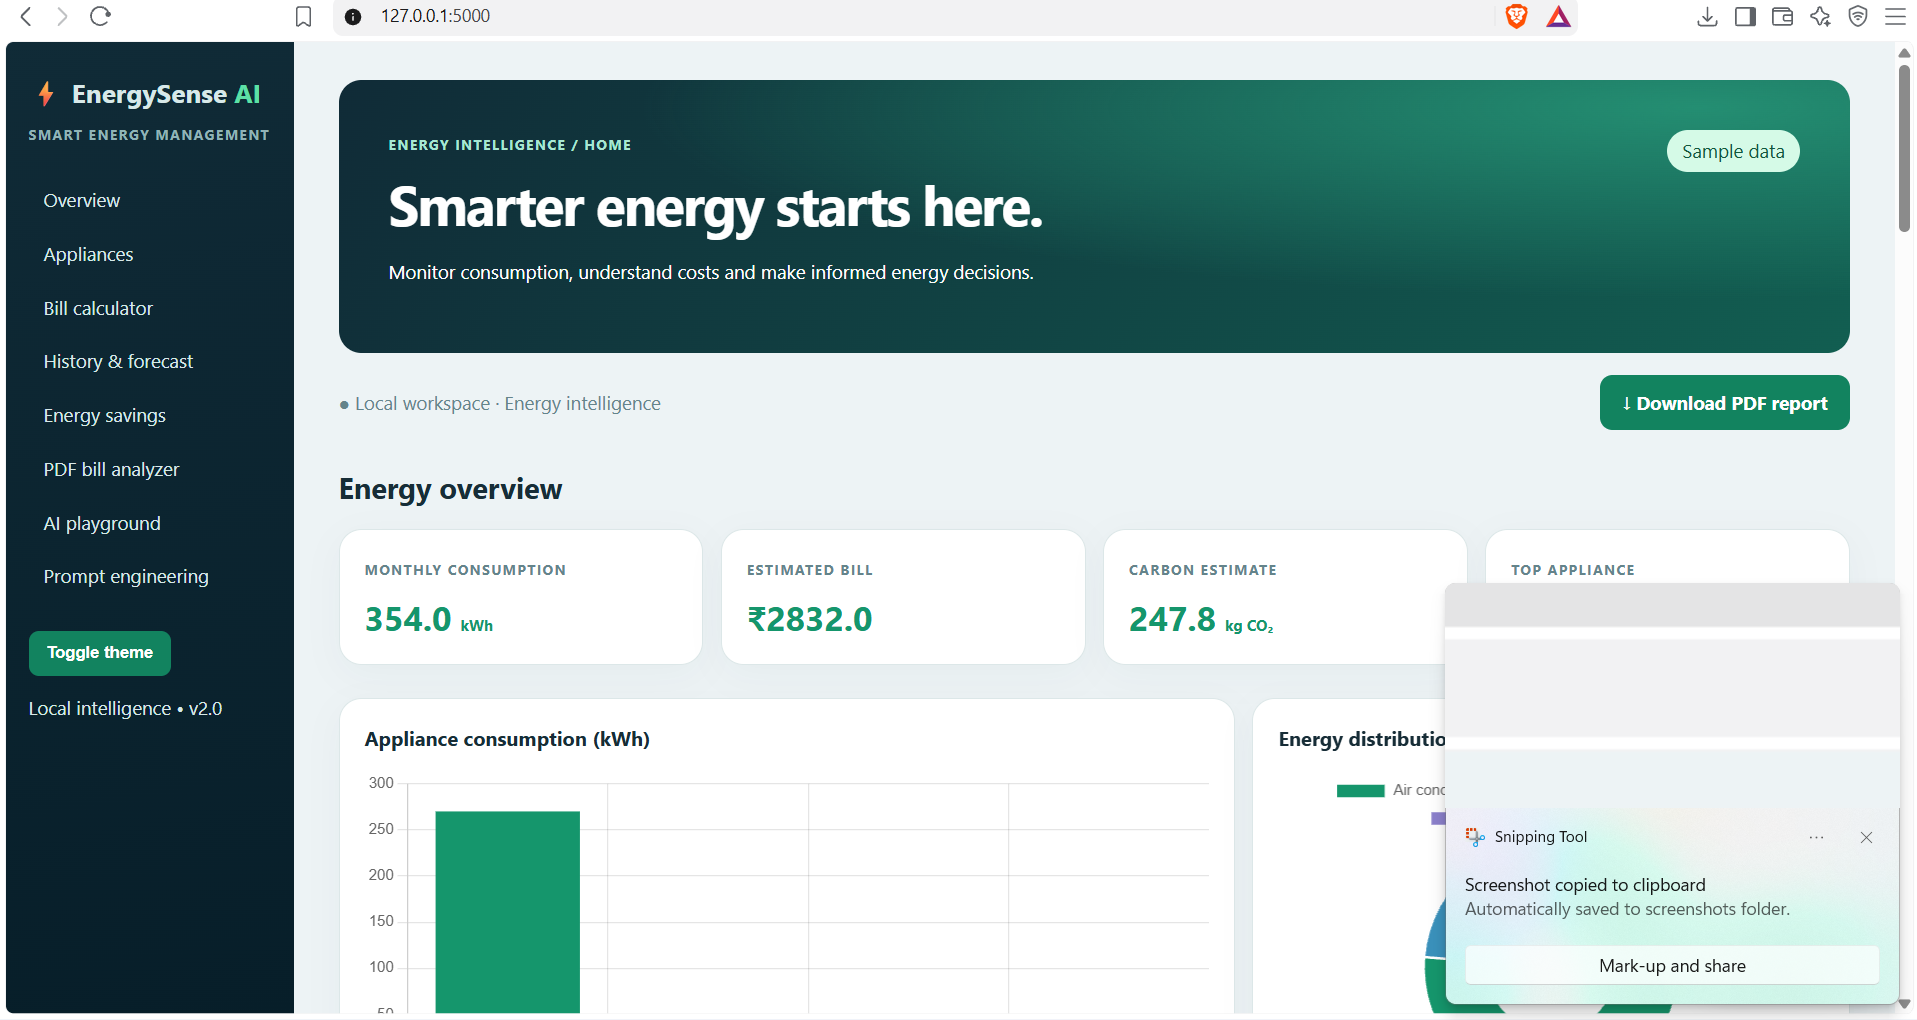 127.0.0.1:5000
EnergySense AI
SMART ENERGY MANAGEMENT
Overview
Appliances
Bill calculator
History & forecast
Energy savings
PDF bill analyzer
AI playground
Prompt engineering
Toggle theme
Local intelligence • v2.0
ENERGY INTELLIGENCE / HOME
Sample data
Smarter energy starts here.
Monitor consumption, understand costs and make informed energy decisions.
● Local workspace · Energy intelligence
↓ Download PDF report
Energy overview
MONTHLY CONSUMPTION
354.0 kWh
ESTIMATED BILL
₹2832.0
CARBON ESTIMATE
247.8 kg CO₂
TOP APPLIANCE
Appliance consumption (kWh)
300
250
200
150
100
50
Energy distributio
Air conc
Snipping Tool
Screenshot copied to clipboard
Automatically saved to screenshots folder.
Mark-up and share